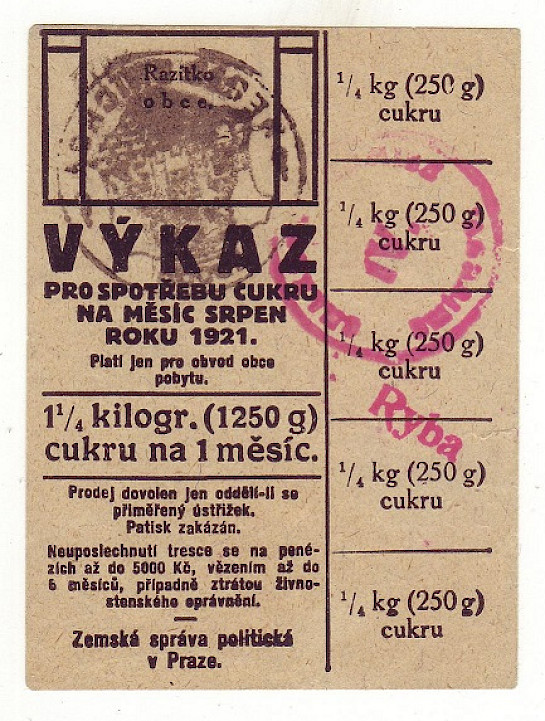 Razítko
obce.
VÝKAZ
PRO SPOTŘEBU CUKRU
NA MĚSÍC SRPEN
ROKU 1921.
Platí jen pro obvod obce
pobytu.
1¹/₄ kilogr. (1250 g)
cukru na 1 měsíc.
Prodej dovolen jen oddělí-li se
přiměřený ústřižek.
Patisk zakázán.
Neuposlechnutí tresce se na peně-
zích až do 5000 Kč, vězením až do
6 měsíců, případně ztrátou živno-
stenského oprávnění.
Zemská správa politická
v Praze.
¹/₄ kg (250 g)
cukru
¹/₄ kg (250 g)
cukru
¹/₄ kg (250 g)
cukru
¹/₄ kg (250 g)
cukru
¹/₄ kg (250 g)
cukru
IV.
Ryba